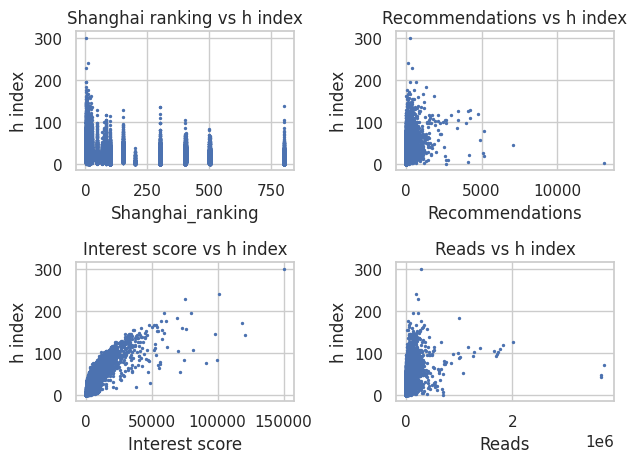 Shanghai ranking vs h index
300
200
100
0
h index
0 250 500 750
Shanghai_ranking
Recommendations vs h index
300
200
100
0
h index
0 5000 10000
Recommendations
Interest score vs h index
300
200
100
0
h index
0 50000 100000 150000
Interest score
Reads vs h index
300
200
100
0
h index
0 2
1e6
Reads